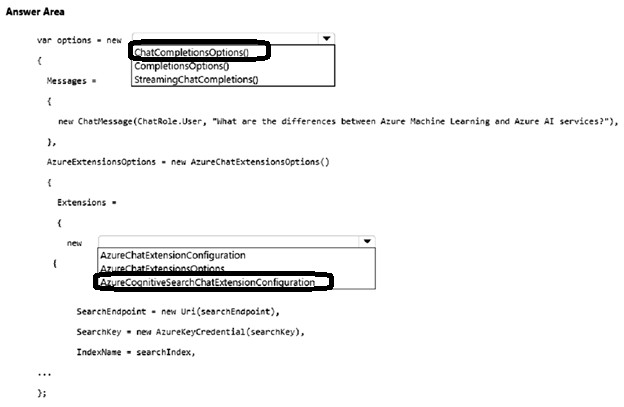 Answer Area
var options = new
ChatCompletionsOptions()
CompletionsOptions()
StreamingChatCompletions()
{
Messages =
{
new ChatMessage(ChatRole.User, "What are the differences between Azure Machine Learning and Azure AI services?"),
},
AzureExtensionsOptions = new AzureChatExtensionsOptions()
{
Extensions =
{
new
AzureChatExtensionConfiguration
AzureChatExtensionsOptions
AzureCognitiveSearchChatExtensionConfiguration
{
SearchEndpoint = new Uri(searchEndpoint),
SearchKey = new AzureKeyCredential(searchKey),
IndexName = searchIndex,
...
};